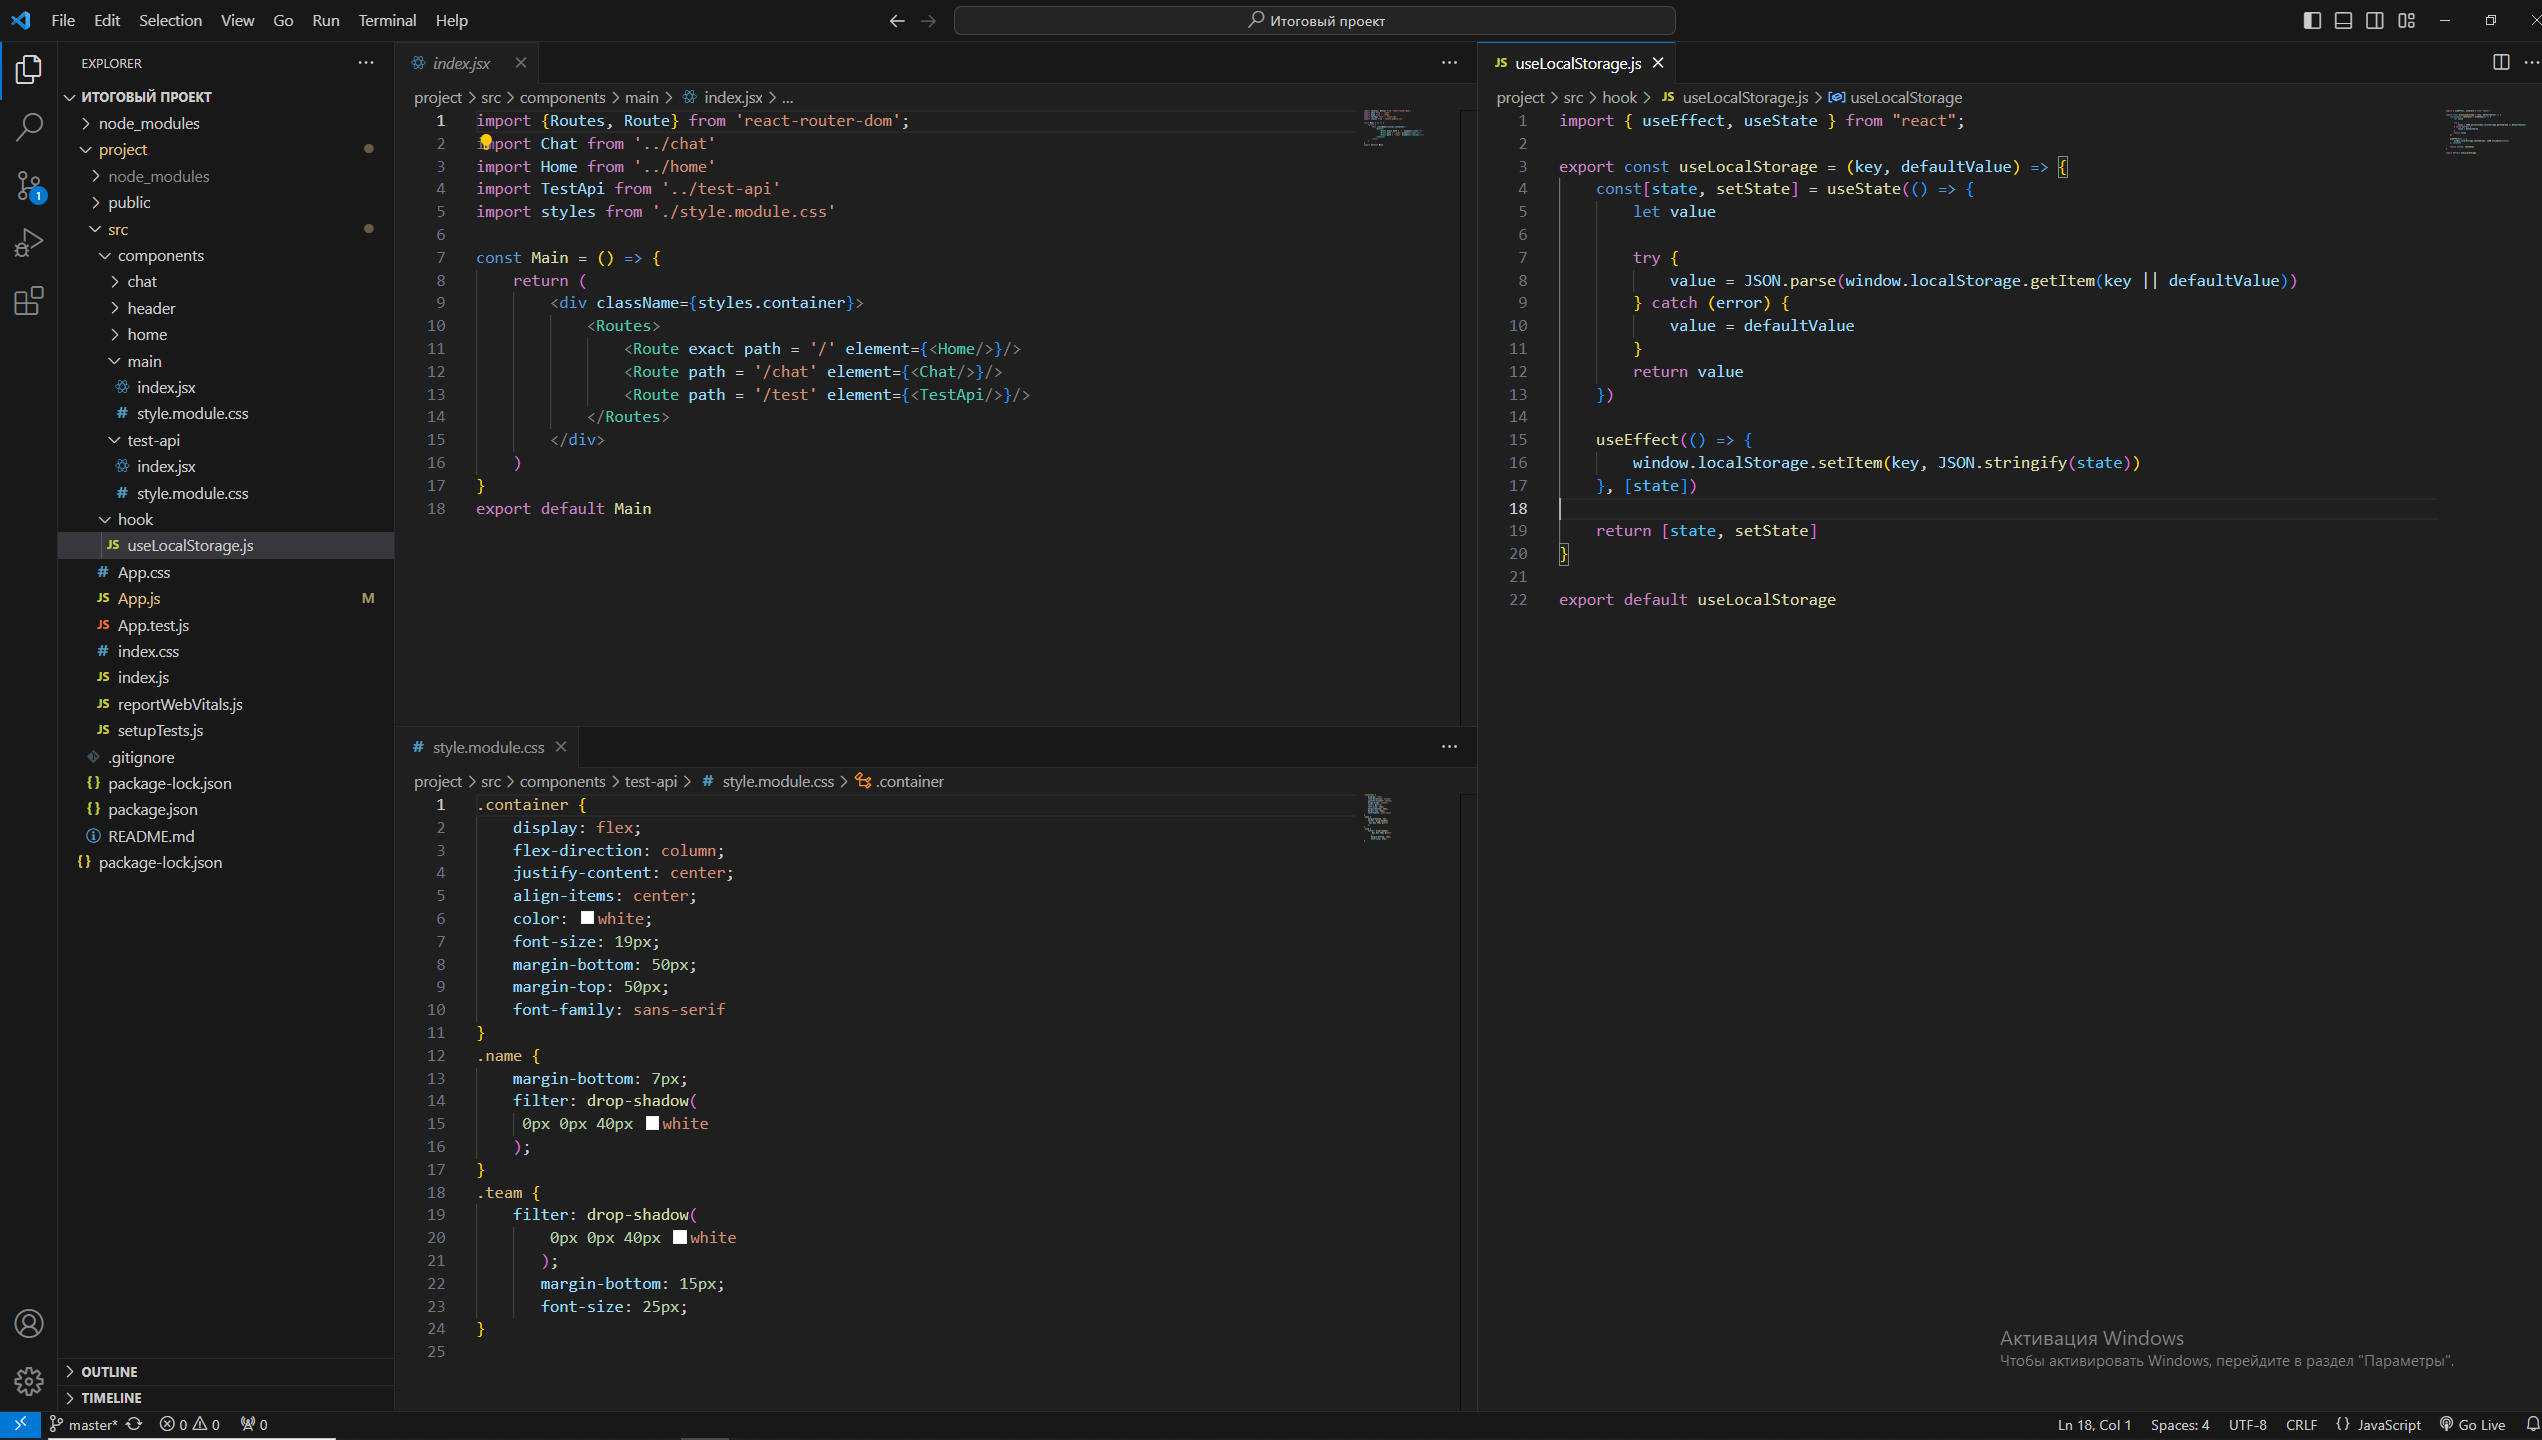 File Edit Selection View Go Run Terminal Help
Итоговый проект
EXPLORER
ИТОГОВЫЙ ПРОЕКТ
node_modules
project
node_modules
public
src
components
chat
header
home
main
index.jsx
# style.module.css
test-api
index.jsx
# style.module.css
hook
JS useLocalStorage.js
# App.css
JS App.js M
JS App.test.js
# index.css
JS index.js
JS reportWebVitals.js
JS setupTests.js
.gitignore
{} package-lock.json
{} package.json
README.md
{} package-lock.json
OUTLINE
TIMELINE
index.jsx
project > src > components > main > index.jsx > ...
1 import {Routes, Route} from 'react-router-dom';
2 import Chat from '../chat'
3 import Home from '../home'
4 import TestApi from '../test-api'
5 import styles from './style.module.css'
6
7 const Main = () => {
8 return (
9 <div className={styles.container}>
10 <Routes>
11 <Route exact path = '/' element={<Home/>}/>
12 <Route path = '/chat' element={<Chat/>}/>
13 <Route path = '/test' element={<TestApi/>}/>
14 </Routes>
15 </div>
16 )
17 }
18 export default Main
# style.module.css
project > src > components > test-api > # style.module.css > .container
1 .container {
2 display: flex;
3 flex-direction: column;
4 justify-content: center;
5 align-items: center;
6 color: white;
7 font-size: 19px;
8 margin-bottom: 50px;
9 margin-top: 50px;
10 font-family: sans-serif
11 }
12 .name {
13 margin-bottom: 7px;
14 filter: drop-shadow(
15 0px 0px 40px white
16 );
17 }
18 .team {
19 filter: drop-shadow(
20 0px 0px 40px white
21 );
22 margin-bottom: 15px;
23 font-size: 25px;
24 }
25
JS useLocalStorage.js
project > src > hook > JS useLocalStorage.js > useLocalStorage
1 import { useEffect, useState } from "react";
2
3 export const useLocalStorage = (key, defaultValue) => {
4 const[state, setState] = useState(() => {
5 let value
6
7 try {
8 value = JSON.parse(window.localStorage.getItem(key || defaultValue))
9 } catch (error) {
10 value = defaultValue
11 }
12 return value
13 })
14
15 useEffect(() => {
16 window.localStorage.setItem(key, JSON.stringify(state))
17 }, [state])
18
19 return [state, setState]
20 }
21
22 export default useLocalStorage
Активация Windows
Чтобы активировать Windows, перейдите в раздел "Параметры".
1
master* 0 0 0
Ln 18, Col 1 Spaces: 4 UTF-8 CRLF {} JavaScript Go Live